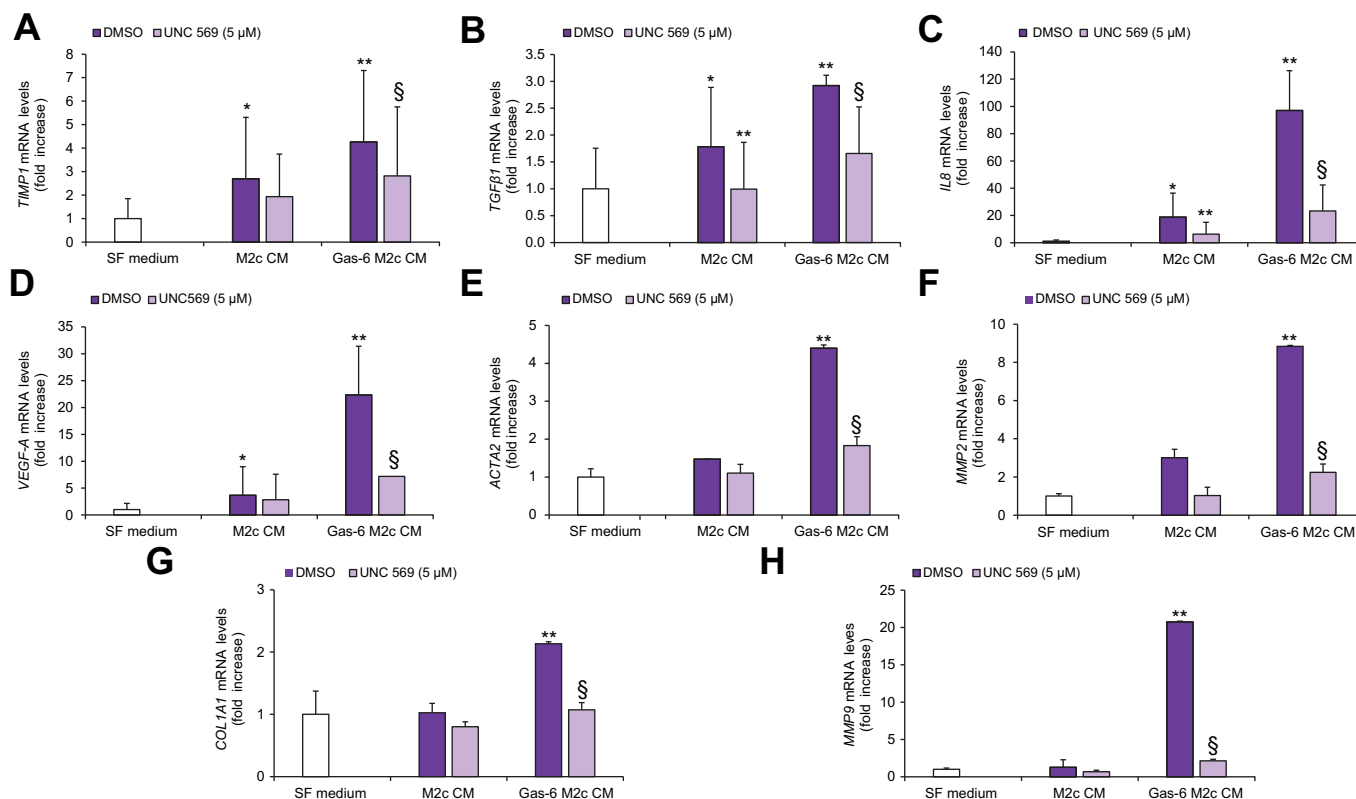 A
DMSO UNC 569 (5 µM)
TIMP1 mRNA levels
(fold increase)
8
7
6
5
4
3
2
1
0
*
**
§
SF medium M2c CM Gas-6 M2c CM
B
DMSO UNC 569 (5 µM)
TGFβ1 mRNA levels
(fold increase)
3.5
3.0
2.5
2.0
1.5
1.0
0.5
0.0
*
**
**
§
SF medium M2c CM Gas-6 M2c CM
C
DMSO UNC 569 (5 µM)
IL8 mRNA levels
(fold increase)
140
120
100
80
60
40
20
0
*
**
**
§
SF medium M2c CM Gas-6 M2c CM
D
DMSO UNC569 (5 µM)
VEGF-A mRNA levels
(fold increase)
35
30
25
20
15
10
5
0
*
**
§
SF medium M2c CM Gas-6 M2c CM
E
DMSO UNC 569 (5 µM)
ACTA2 mRNA levels
(fold increase)
5
4
3
2
1
0
**
§
SF medium M2c CM Gas-6 M2c CM
F
DMSO UNC 569 (5 µM)
MMP2 mRNA levels
(fold increase)
10
8
6
4
2
0
**
§
SF medium M2c CM Gas-6 M2c CM
G
DMSO UNC 569 (5 µM)
COL1A1 mRNA levels
(fold increase)
3
2
1
0
**
§
SF medium M2c CM Gas-6 M2c CM
H
DMSO UNC 569 (5 µM)
MMP9 mRNA leves
(fold increase)
25
20
15
10
5
0
**
§
SF medium M2c CM Gas-6 M2c CM